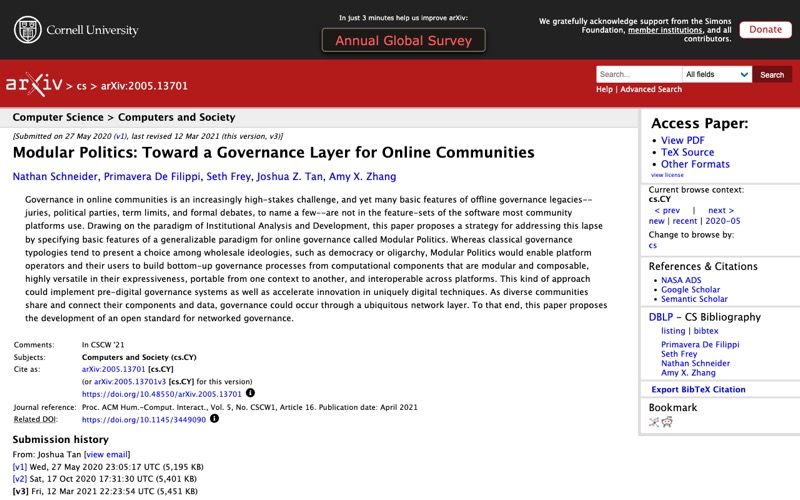 Cornell University
In just 3 minutes help us improve arXiv:
Annual Global Survey
We gratefully acknowledge support from the Simons
Foundation, member institutions, and all
contributors.
Donate
arXiv > cs > arXiv:2005.13701
Search...
All fields
Search
Help | Advanced Search
Computer Science > Computers and Society
[Submitted on 27 May 2020 (v1), last revised 12 Mar 2021 (this version, v3)]
Modular Politics: Toward a Governance Layer for Online Communities
Nathan Schneider, Primavera De Filippi, Seth Frey, Joshua Z. Tan, Amy X. Zhang
Governance in online communities is an increasingly high-stakes challenge, and yet many basic features of offline governance legacies--
juries, political parties, term limits, and formal debates, to name a few--are not in the feature-sets of the software most community
platforms use. Drawing on the paradigm of Institutional Analysis and Development, this paper proposes a strategy for addressing this lapse
by specifying basic features of a generalizable paradigm for online governance called Modular Politics. Whereas classical governance
typologies tend to present a choice among wholesale ideologies, such as democracy or oligarchy, Modular Politics would enable platform
operators and their users to build bottom-up governance processes from computational components that are modular and composable,
highly versatile in their expressiveness, portable from one context to another, and interoperable across platforms. This kind of approach
could implement pre-digital governance systems as well as accelerate innovation in uniquely digital techniques. As diverse communities
share and connect their components and data, governance could occur through a ubiquitous network layer. To that end, this paper proposes
the development of an open standard for networked governance.
Comments: In CSCW '21
Subjects: Computers and Society (cs.CY)
Cite as: arXiv:2005.13701 [cs.CY]
(or arXiv:2005.13701v3 [cs.CY] for this version)
https://doi.org/10.48550/arXiv.2005.13701
Journal reference: Proc. ACM Hum.-Comput. Interact., Vol. 5, No. CSCW1, Article 16. Publication date: April 2021
Related DOI: https://doi.org/10.1145/3449090
Submission history
From: Joshua Tan [view email]
[v1] Wed, 27 May 2020 23:05:17 UTC (5,195 KB)
[v2] Sat, 17 Oct 2020 17:31:30 UTC (5,401 KB)
[v3] Fri, 12 Mar 2021 22:23:54 UTC (5,451 KB)
Access Paper:
View PDF
TeX Source
Other Formats
view license
Current browse context:
cs.CY
< prev | next >
new | recent | 2020-05
Change to browse by:
cs
References & Citations
NASA ADS
Google Scholar
Semantic Scholar
DBLP - CS Bibliography
listing | bibtex
Primavera De Filippi
Seth Frey
Nathan Schneider
Amy X. Zhang
Export BibTeX Citation
Bookmark